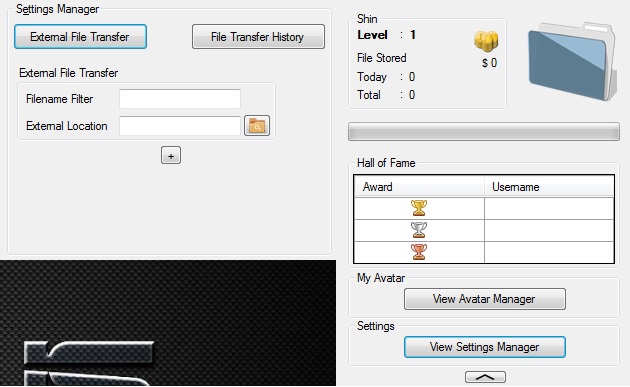 Settings Manager
External File Transfer
File Transfer History
External File Transfer
Filename Filter
External Location
+
Shin
Level : 1
File Stored
$ 0
Today : 0
Total : 0
Hall of Fame
Award Username
My Avatar
View Avatar Manager
Settings
View Settings Manager